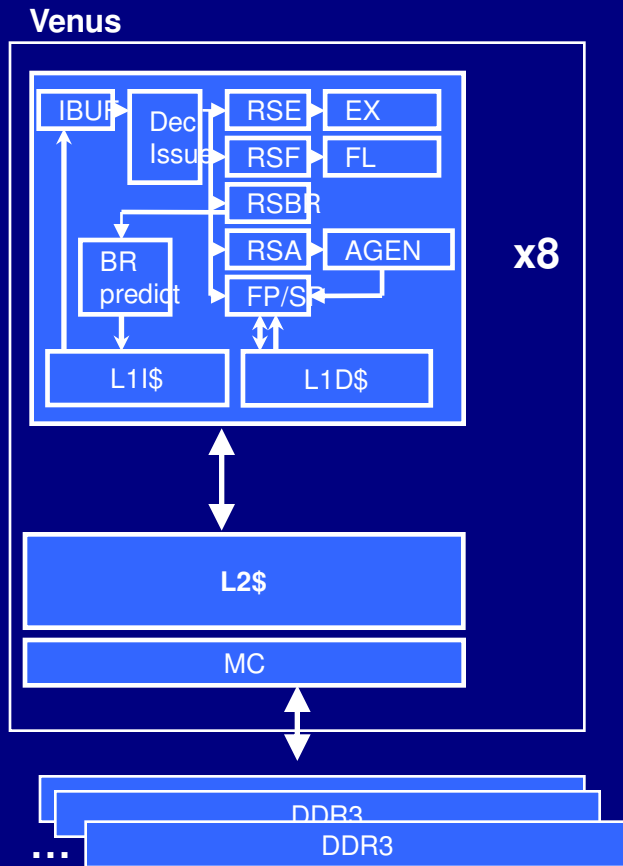 Venus
IBUF
Dec
Issue
RSE
EX
RSF
FL
RSBR
RSA
AGEN
BR
predict
FP/SP
x8
L1I$
L1D$
L2$
MC
DDR3
DDR3
...